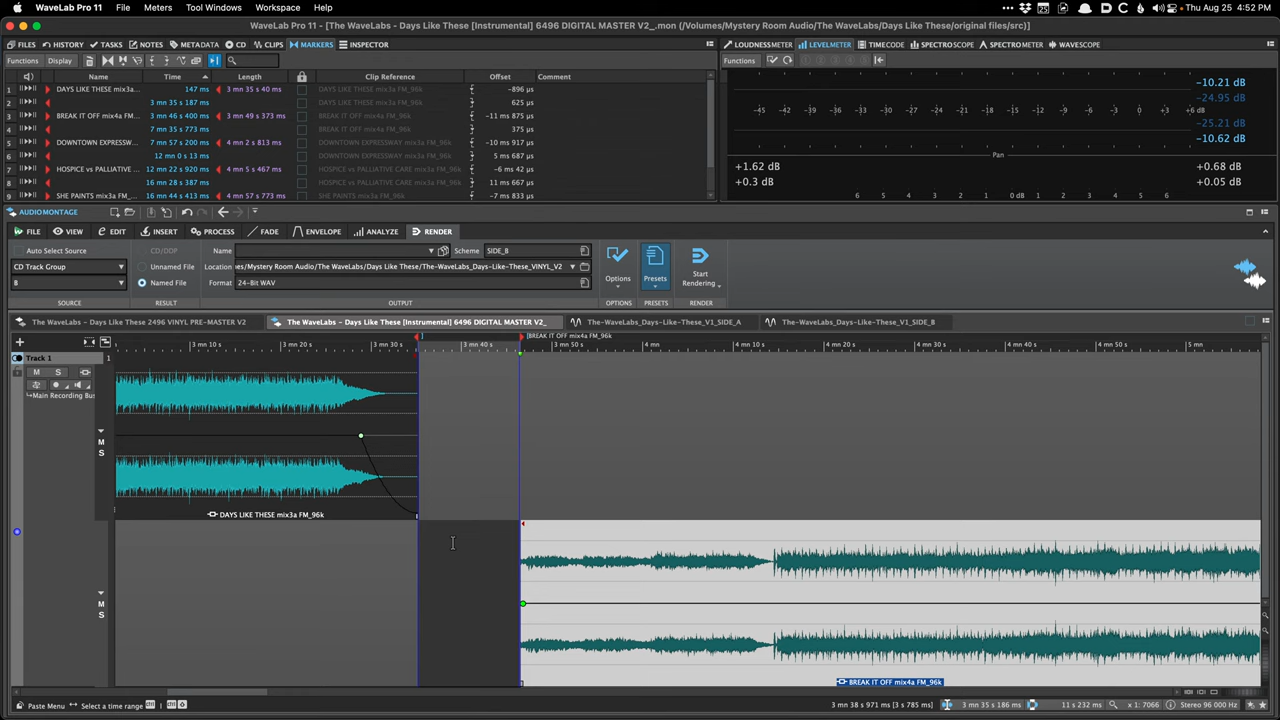 WaveLab Pro 11 File Meters Tool Windows Workspace Help Thu Aug 25 4:52 PM
WaveLab Pro 11 - [The WaveLabs - Days Like These [Instrumental] 6496 DIGITAL MASTER V2_.mon (/Volumes/Mystery Room Audio/The WaveLabs/Days Like These/original files/src)]
FILES HISTORY TASKS NOTES METADATA CD CLIPS MARKERS INSPECTOR
LOUDNESSMETER LEVELMETER TIMECODE SPECTROSCOPE SPECTROMETER WAVESCOPE
Functions Display
Functions
Name Time Length Clip Reference Offset Comment
1 DAYS LIKE THESE mix3a... 147 ms 3 mn 35 s 40 ms DAYS LIKE THESE mix3a FM_96k -896 µs
2 3 mn 35 s 187 ms DAYS LIKE THESE mix3a FM_96k 625 µs
3 BREAK IT OFF mix4a FM... 3 mn 46 s 400 ms 3 mn 49 s 373 ms BREAK IT OFF mix4a FM_96k -11 ms 875 µs
4 7 mn 35 s 773 ms BREAK IT OFF mix4a FM_96k 375 µs
5 DOWNTOWN EXPRESSW... 7 mn 57 s 200 ms 4 mn 2 s 813 ms DOWNTOWN EXPRESSWAY mix3a FM_96k -10 ms 917 µs
6 12 mn 0 s 13 ms DOWNTOWN EXPRESSWAY mix3a FM_96k 5 ms 687 µs
7 HOSPICE vs PALLIATIVE ... 12 mn 22 s 920 ms 4 mn 5 s 467 ms HOSPICE vs PALLIATIVE CARE mix3a FM_96k -6 ms 42 µs
8 16 mn 28 s 387 ms HOSPICE vs PALLIATIVE CARE mix3a FM_96k 11 ms 667 µs
9 SHE PAINTS mix3a FM... 16 mn 44 s 413 ms 4 mn 57 s 773 ms SHE PAINTS mix3a FM_96k -7 ms 833 µs
-10.21 dB
-24.95 dB
-45 -42 -39 -36 -33 -30 -27 -24 -21 -18 -15 -12 -9 -6 -3 0 +3 +6 dB
-25.21 dB
-10.62 dB
Pan
+1.62 dB +0.68 dB
+0.3 dB +0.05 dB
6 5 4 3 2 1 0 dB 1 2 3 4 5 6
AUDIO MONTAGE
FILE VIEW EDIT INSERT PROCESS FADE ENVELOPE ANALYZE RENDER
Auto Select Source CD/DDP Name Scheme SIDE_B
CD Track Group Unnamed File Location es/Mystery Room Audio/The WaveLabs/Days Like These/The-WaveLabs_Days-Like-These_VINYL_V2
B Named File Format 24-Bit WAV
Options Presets Start Rendering
SOURCE RESULT OUTPUT OPTIONS PRESETS RENDER
The WaveLabs - Days Like These 2496 VINYL PRE-MASTER V2 The WaveLabs - Days Like These [Instrumental] 6496 DIGITAL MASTER V2_ The-WaveLabs_Days-Like-These_V1_SIDE_A The-WaveLabs_Days-Like-These_V1_SIDE_B
] [BREAK IT OFF mix4a FM_96k
3 mn 10 s 3 mn 20 s 3 mn 30 s 3 mn 40 s 3 mn 50 s 4 mn 4 mn 10 s 4 mn 20 s 4 mn 30 s 4 mn 40 s 4 mn 50 s 5 mn
Track 1 1
M S
Main Recording Bus
M
S
DAYS LIKE THESE mix3a FM_96k
M
S
BREAK IT OFF mix4a FM_96k
Paste Menu Select a time range 3 mn 38 s 971 ms [3 s 785 ms] 3 mn 35 s 186 ms 11 s 232 ms x 1: 7066 Stereo 96 000 Hz